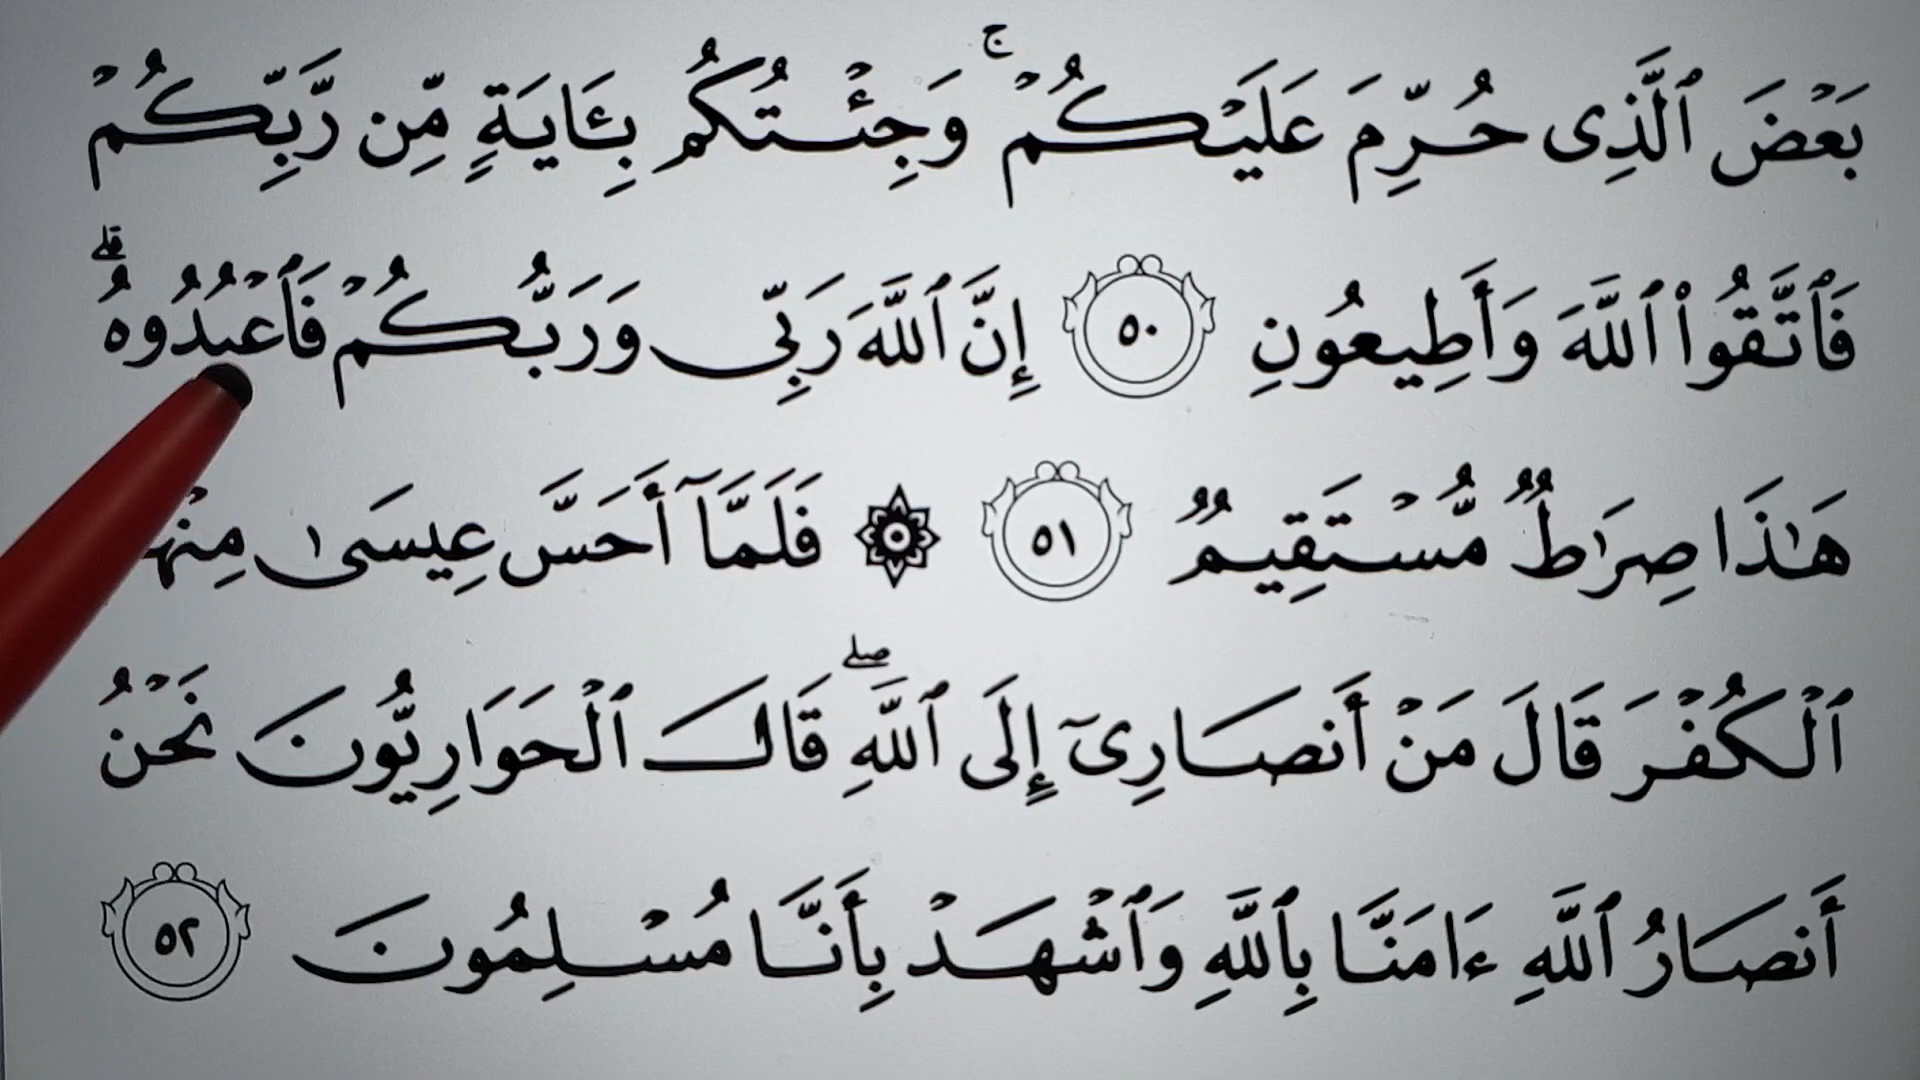 بَعْضَ ٱلَّذِى حُرِّمَ عَلَيْكُمْ ۚ وَجِئْتُكُم بِـَٔايَةٍ مِّن رَّبِّكُمْ
فَٱتَّقُوا۟ ٱللَّهَ وَأَطِيعُونِ ٥٠ إِنَّ ٱللَّهَ رَبِّى وَرَبُّكُمْ فَٱعْبُدُوهُ ۗ
هَـٰذَا صِرَٰطٌ مُّسْتَقِيمٌ ٥١ ۞ فَلَمَّآ أَحَسَّ عِيسَىٰ
ٱلْكُفْرَ قَالَ مَنْ أَنصَارِىٓ إِلَى ٱللَّهِ ۖ قَالَ ٱلْحَوَارِيُّونَ نَحْنُ
أَنصَارُ ٱللَّهِ ءَامَنَّا بِٱللَّهِ وَٱشْهَدْ بِأَنَّا مُسْلِمُونَ ٥٢